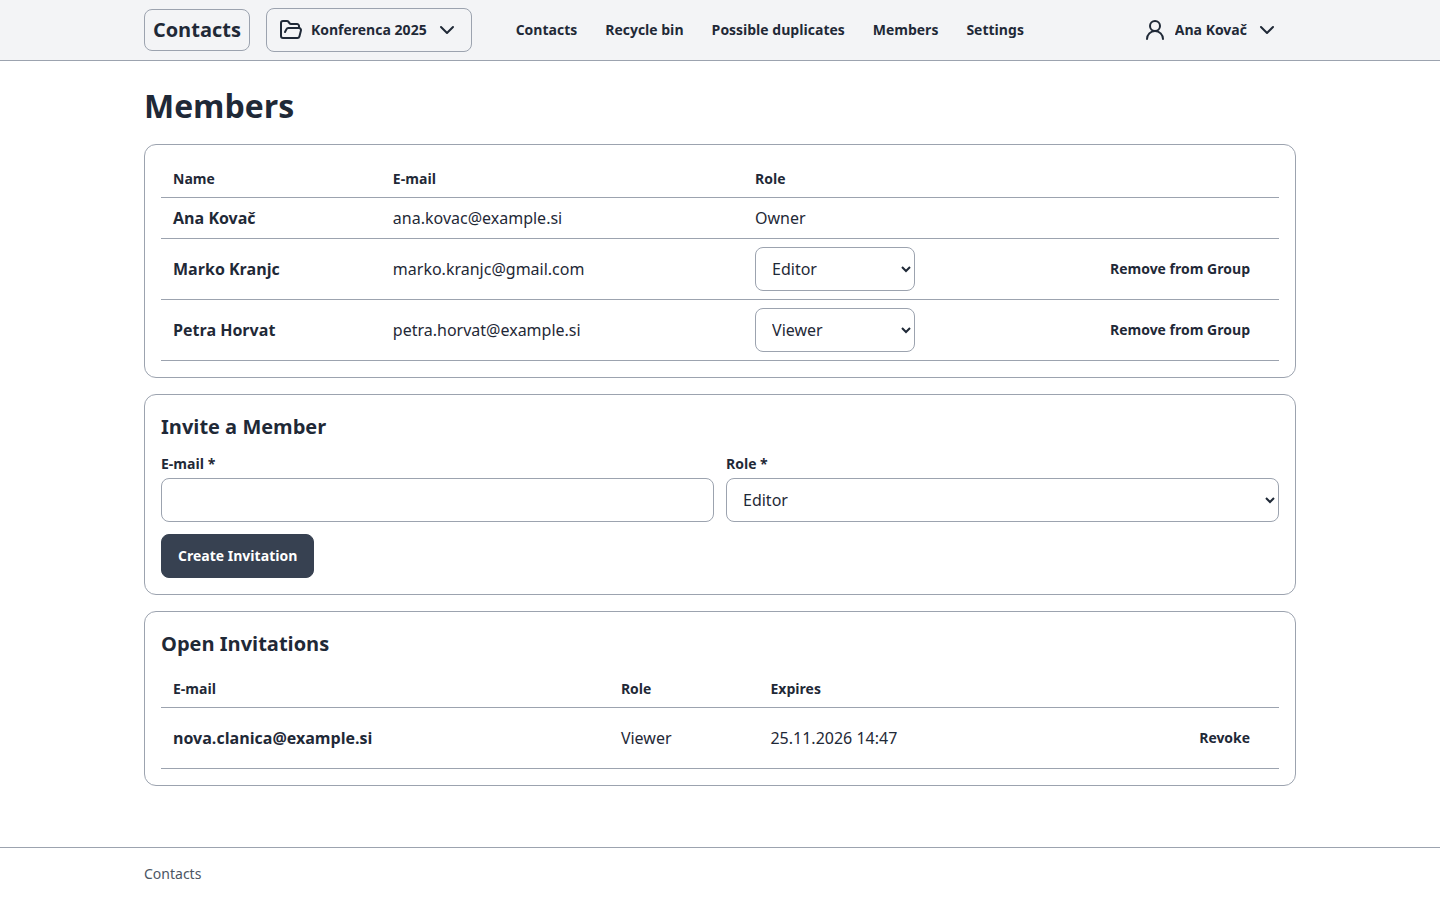 Contacts Konferenca 2025 Contacts Recycle bin Possible duplicates Members Settings Ana Kovač
Members
Name E-mail Role
Ana Kovač ana.kovac@example.si Owner
Marko Kranjc marko.kranjc@gmail.com Editor Remove from Group
Petra Horvat petra.horvat@example.si Viewer Remove from Group
Invite a Member
E-mail * Role *
Editor
Create Invitation
Open Invitations
E-mail Role Expires
nova.clanica@example.si Viewer 25.11.2026 14:47 Revoke
Contacts